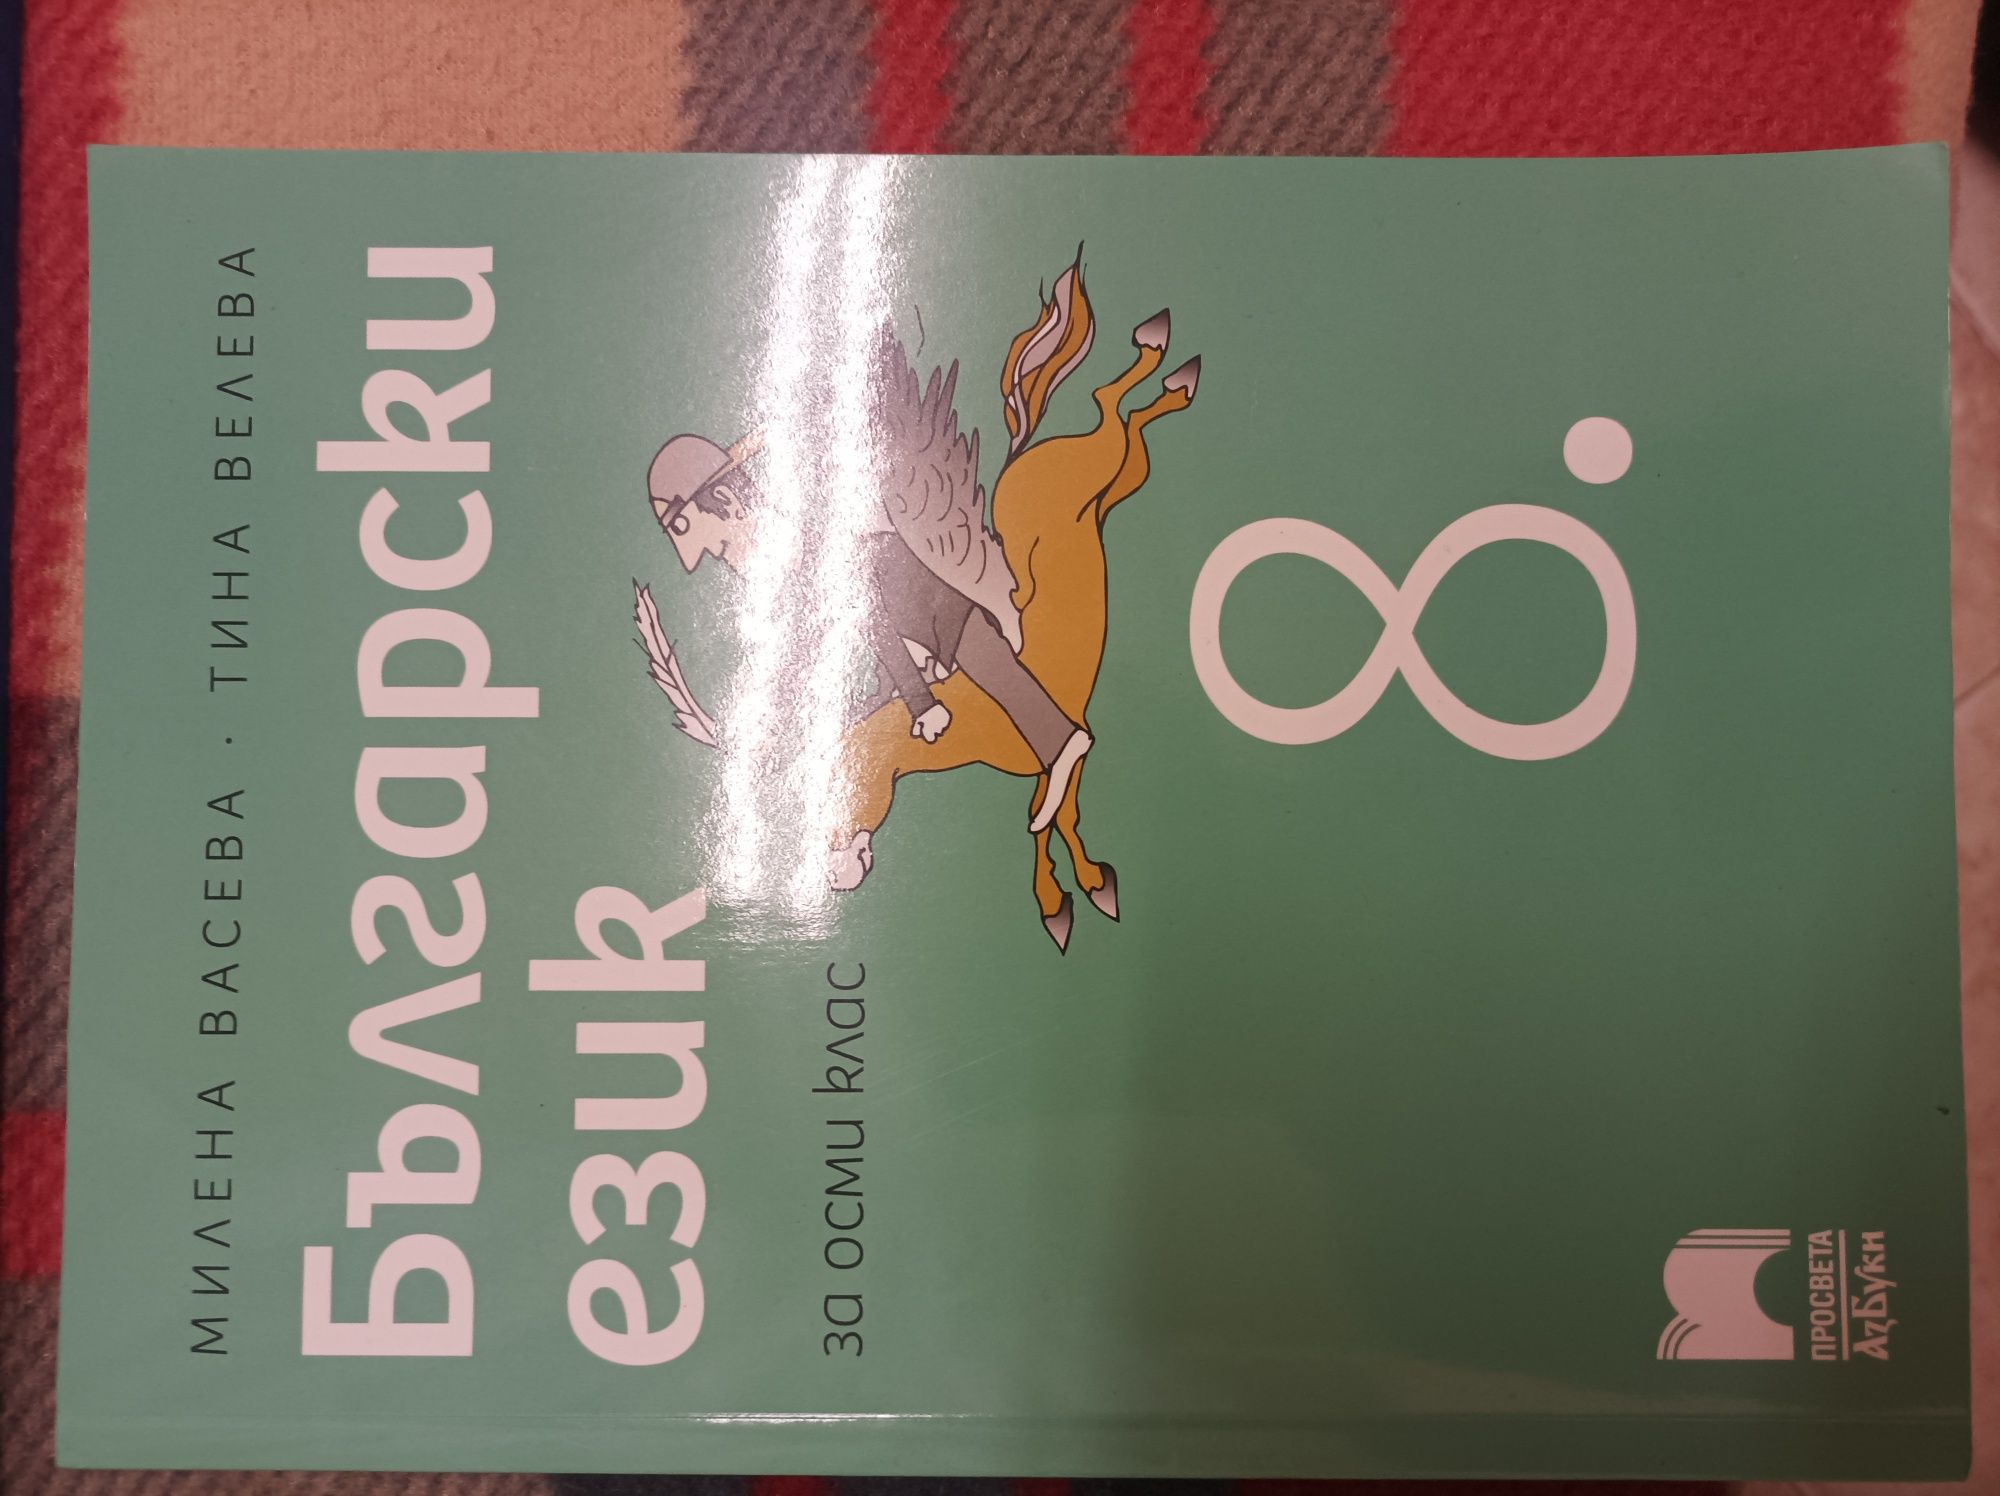 МИЛЕНА ВАСЕВА · ТИНА ВЕЛЕВА
Български
език
за осми клас
8.
ПРОСВЕТА
АзБуки